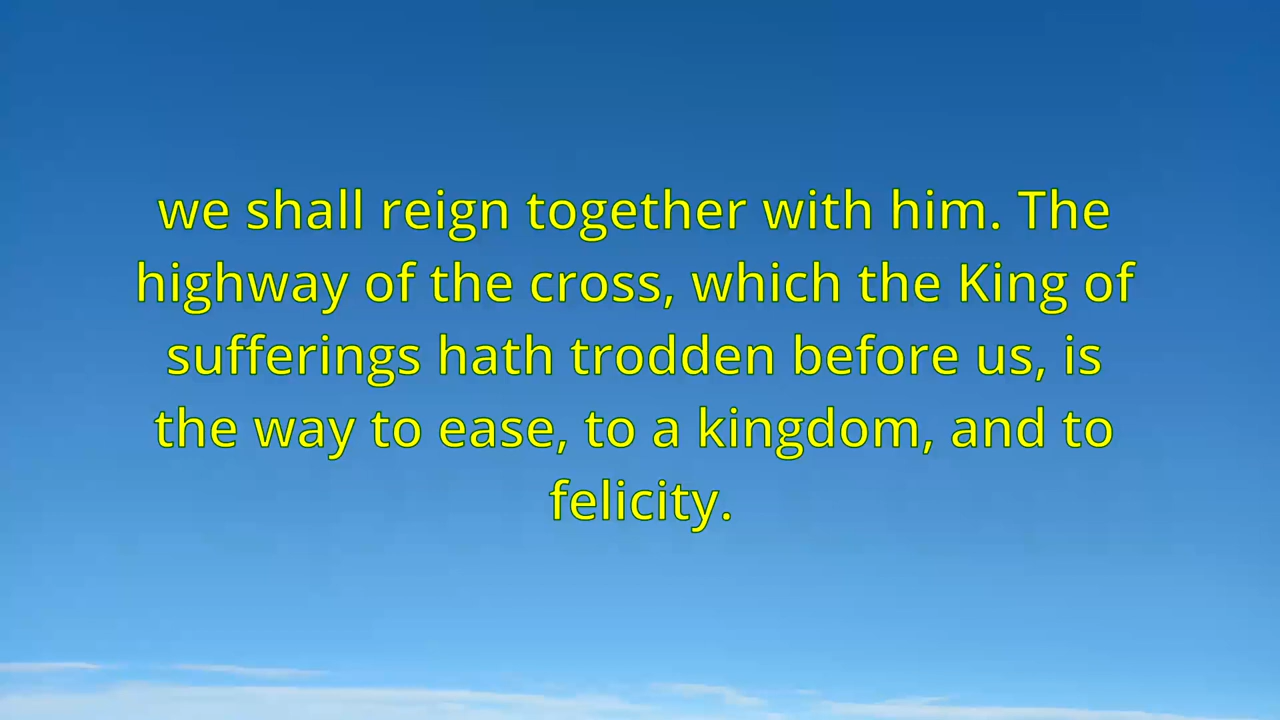 we shall reign together with him. The
highway of the cross, which the King of
sufferings hath trodden before us, is
the way to ease, to a kingdom, and to
felicity.